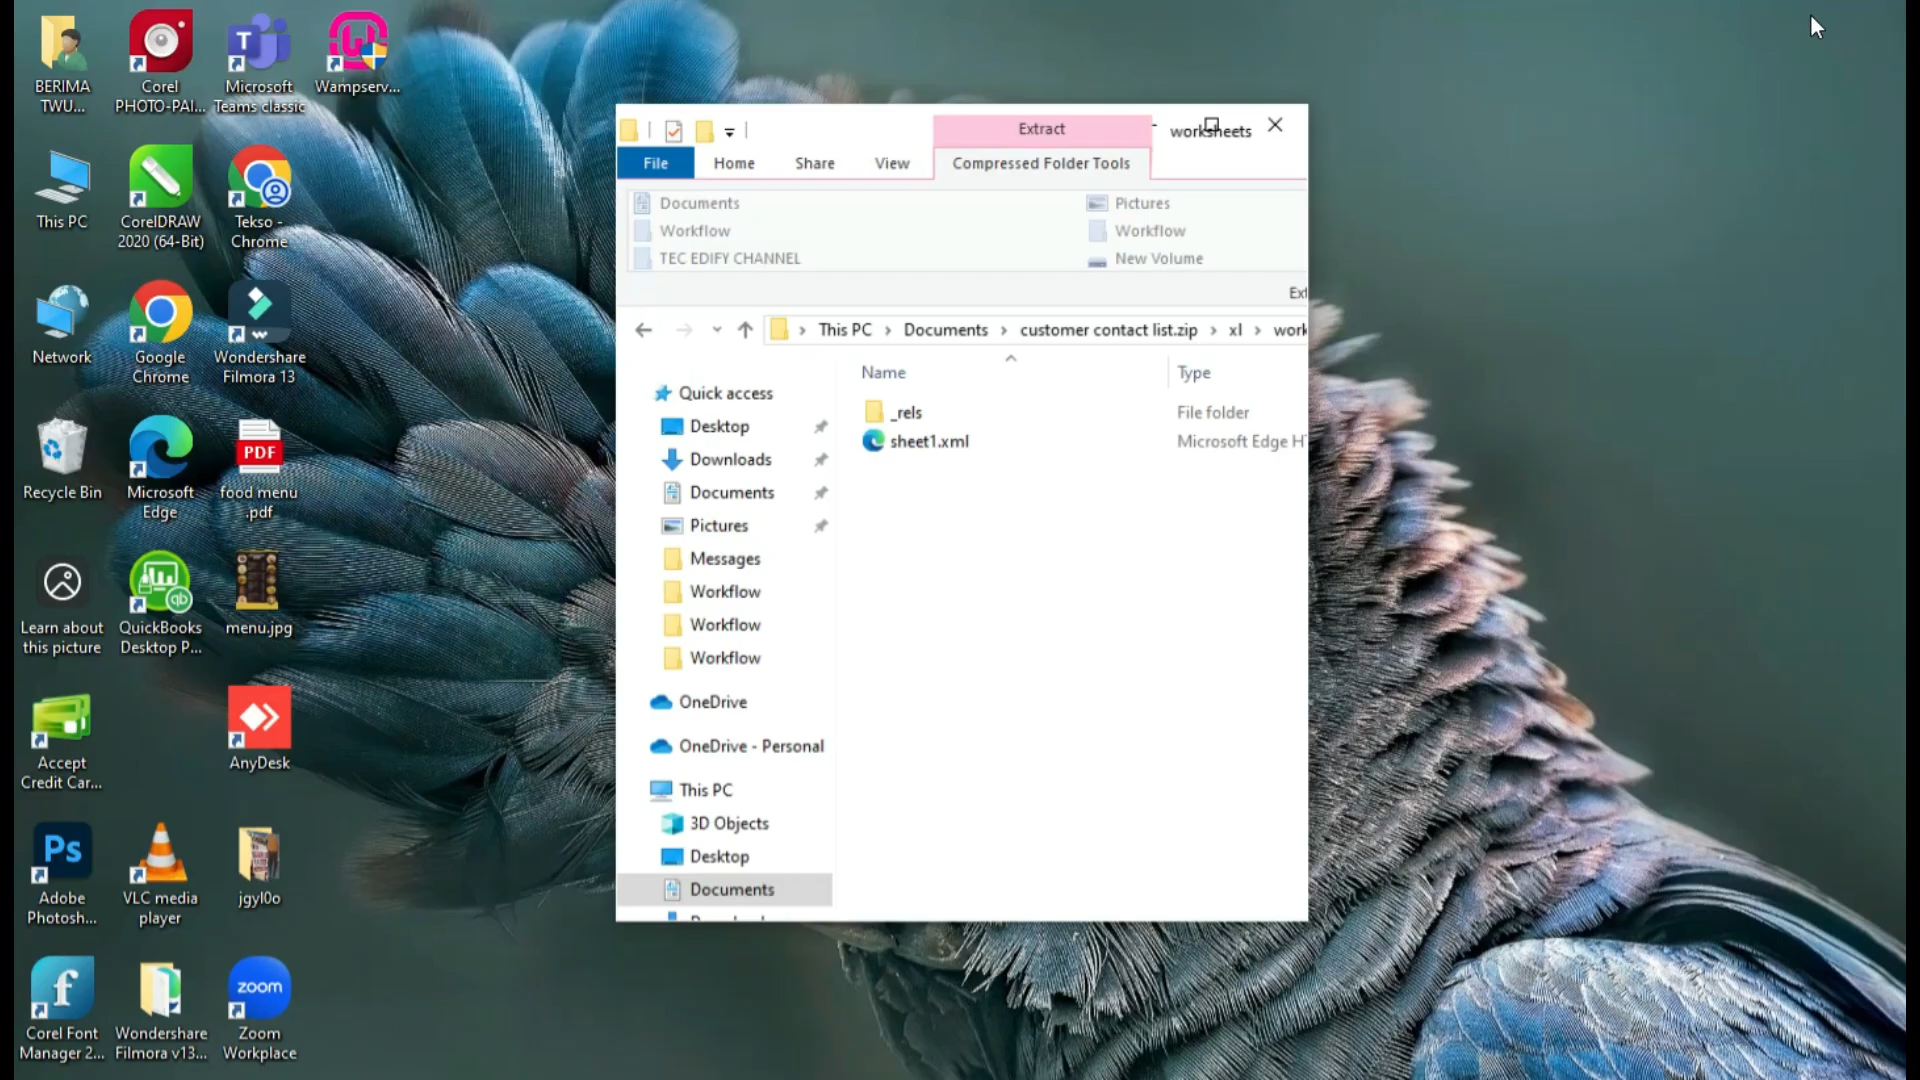 BERIMA
TWU...
Corel
PHOTO-PAI...
Microsoft
Teams classic
Wampserv...
This PC
CorelDRAW
2020 (64-Bit)
Tekso -
Chrome
Network
Google
Chrome
Wondershare
Filmora 13
Recycle Bin
Microsoft
Edge
PDF
food menu
.pdf
Learn about
this picture
QuickBooks
Desktop P...
menu.jpg
Accept
Credit Car...
AnyDesk
Ps
Adobe
Photosh...
VLC media
player
jgyl0o
Corel Font
Manager 2...
Wondershare
Filmora v13...
zoom
Zoom
Workplace
Extract
worksheets
File
Home
Share
View
Compressed Folder Tools
Documents
Pictures
Workflow
Workflow
TEC EDIFY CHANNEL
New Volume
Ext
This PC > Documents > customer contact list.zip > xl > work
Name
Type
_rels
File folder
sheet1.xml
Microsoft Edge H
Quick access
Desktop
Downloads
Documents
Pictures
Messages
Workflow
Workflow
Workflow
OneDrive
OneDrive - Personal
This PC
3D Objects
Desktop
Documents